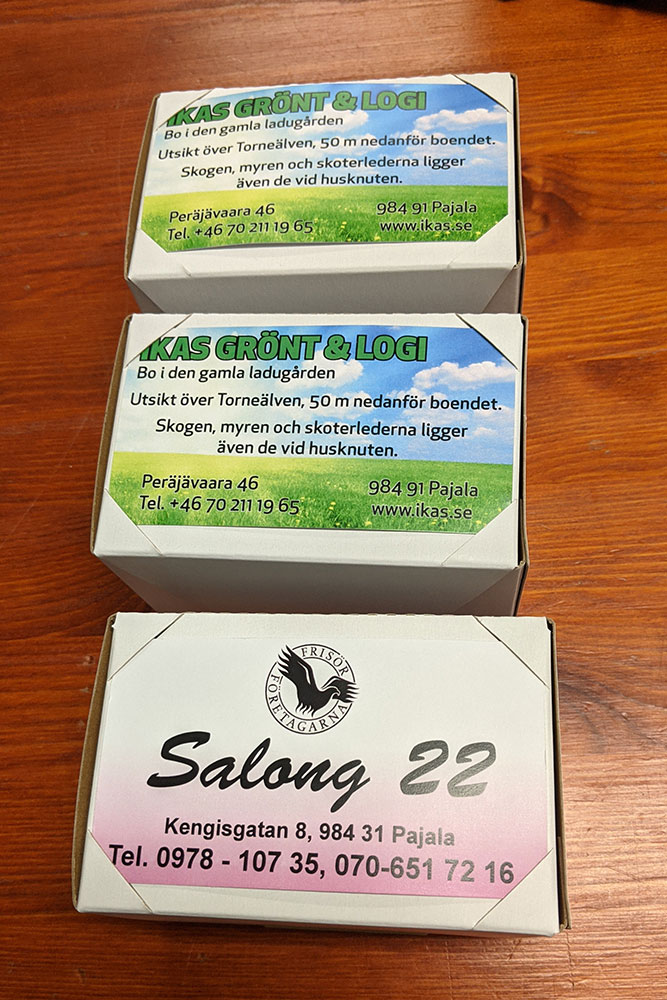 IKAS GRÖNT & LOGI
Bo i den gamla ladugården
Utsikt över Torneälven, 50 m nedanför boendet.
Skogen, myren och skoterlederna ligger
även de vid husknuten.
Peräjävaara 46
Tel. +46 70 211 19 65
984 91 Pajala
www.ikas.se
IKAS GRÖNT & LOGI
Bo i den gamla ladugården
Utsikt över Torneälven, 50 m nedanför boendet.
Skogen, myren och skoterlederna ligger
även de vid husknuten.
Peräjävaara 46
Tel. +46 70 211 19 65
984 91 Pajala
www.ikas.se
FRISÖR
FÖRETAGARNA
Salong 22
Kengisgatan 8, 984 31 Pajala
Tel. 0978 - 107 35, 070-651 72 16